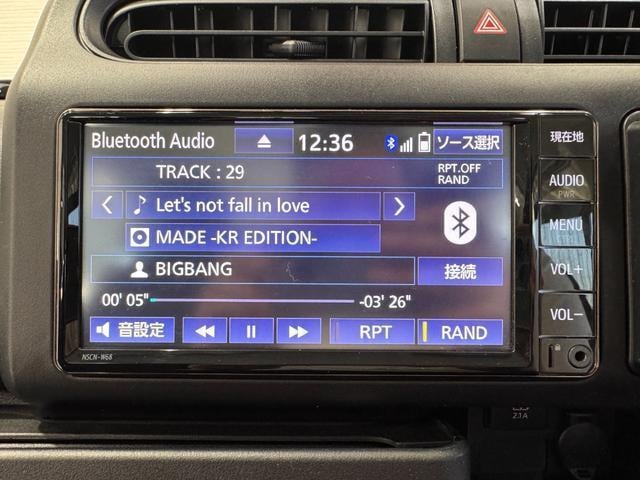 Bluetooth Audio 12:36 ソース選択
TRACK : 29 RPT.OFF
RAND
Let's not fall in love
MADE -KR EDITION-
BIGBANG 接続
00' 05" -03' 26"
音設定 RPT RAND
NSCN-W68
現在地
AUDIO
PWR
MENU
VOL+
VOL-
2.1A